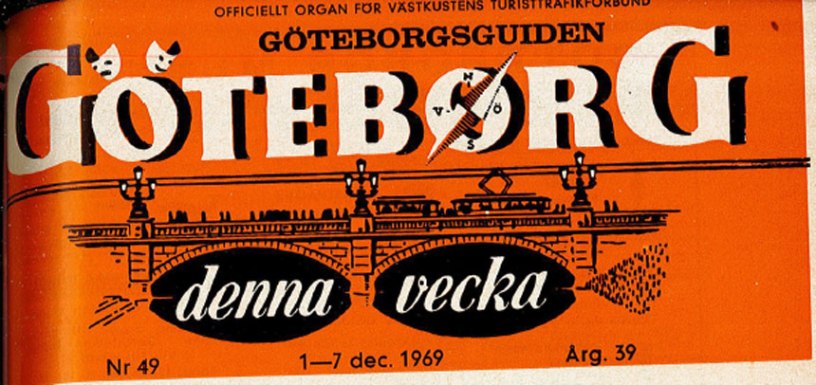 OFFICIELLT ORGAN FÖR VÄSTKUSTENS TURISTTRAFIKFÖRBUND
GÖTEBORGSGUIDEN
GÖTEBORG
N
V Ö
S
denna vecka
Nr 49 1—7 dec. 1969 Årg. 39